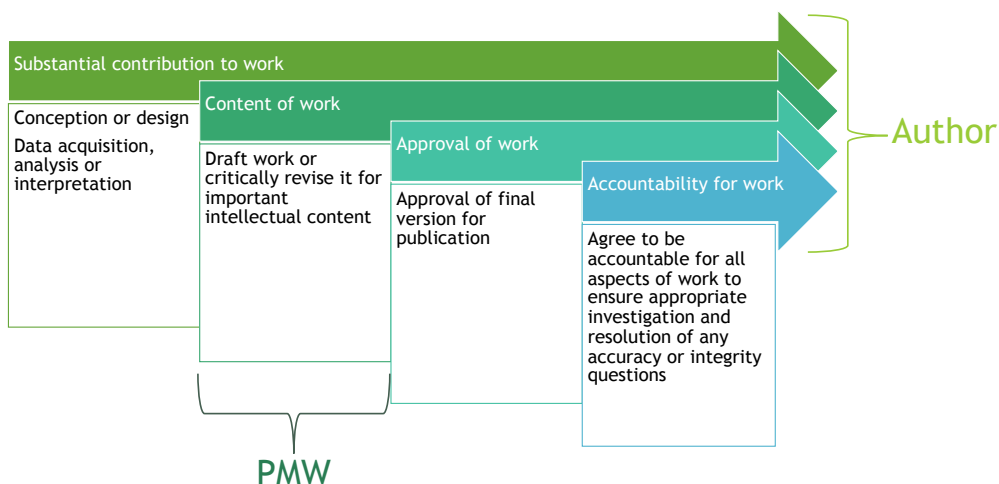 Substantial contribution to work
Conception or design
Data acquisition,
analysis or
interpretation
Content of work
Draft work or
critically revise it for
important
intellectual content
Approval of work
Approval of final
version for
publication
Accountability for work
Agree to be
accountable for all
aspects of work to
ensure appropriate
investigation and
resolution of any
accuracy or integrity
questions
Author
PMW